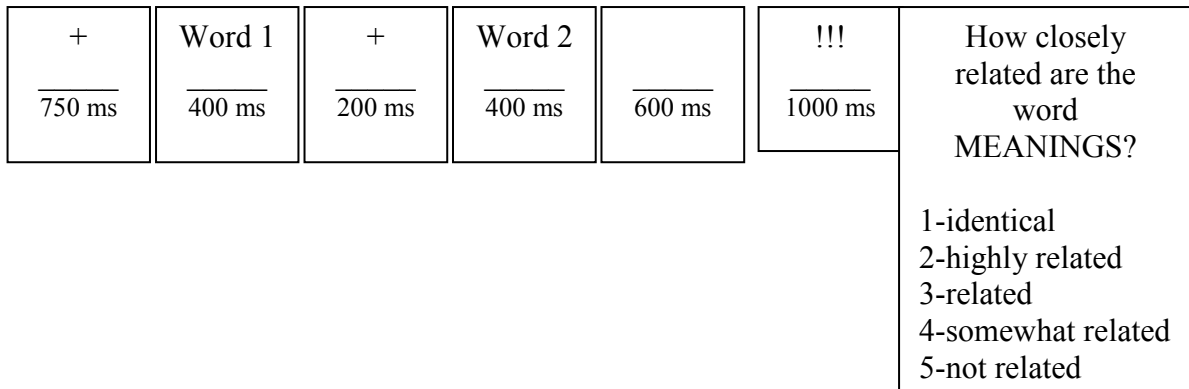 +
750 ms
Word 1
400 ms
+
200 ms
Word 2
400 ms
600 ms
!!!
1000 ms
How closely
related are the
word
MEANINGS?
1-identical
2-highly related
3-related
4-somewhat related
5-not related